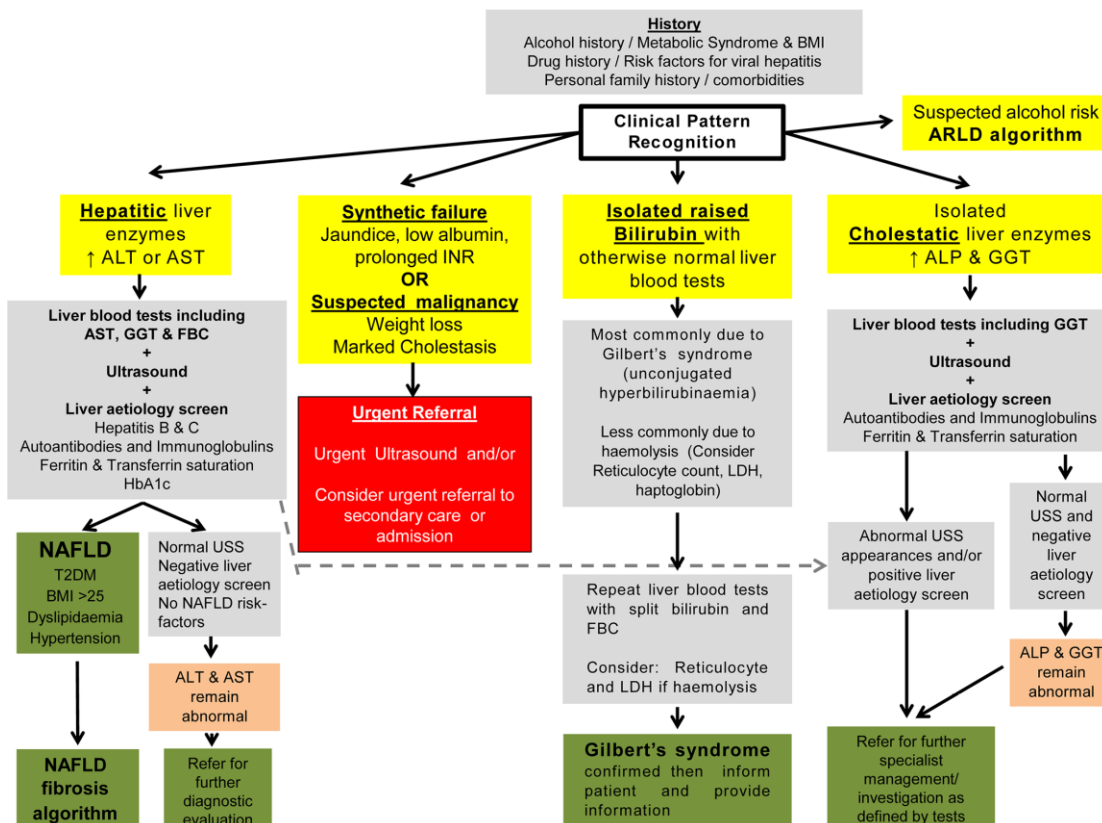 History
Alcohol history / Metabolic Syndrome & BMI
Drug history / Risk factors for viral hepatitis
Personal family history / comorbidities
Clinical Pattern
Recognition
Suspected alcohol risk
ARLD algorithm
Hepatitic liver
enzymes
↑ ALT or AST
Liver blood tests including
AST, GGT & FBC
+
Ultrasound
+
Liver aetiology screen
Hepatitis B & C
Autoantibodies and Immunoglobulins
Ferritin & Transferrin saturation
HbA1c
NAFLD
T2DM
BMI >25
Dyslipidaemia
Hypertension
NAFLD
fibrosis
algorithm
Normal USS
Negative liver
aetiology screen
No NAFLD risk-
factors
ALT & AST
remain
abnormal
Refer for
further
diagnostic
evaluation
Synthetic failure
Jaundice, low albumin,
prolonged INR
OR
Suspected malignancy
Weight loss
Marked Cholestasis
Urgent Referral
Urgent Ultrasound and/or
Consider urgent referral to
secondary care or
admission
Isolated raised
Bilirubin with
otherwise normal liver
blood tests
Most commonly due to
Gilbert's syndrome
(unconjugated
hyperbilirubinaemia)
Less commonly due to
haemolysis (Consider
Reticulocyte count, LDH,
haptoglobin)
Repeat liver blood tests
with split bilirubin and
FBC
Consider: Reticulocyte
and LDH if haemolysis
Gilbert's syndrome
confirmed then inform
patient and provide
information
Isolated
Cholestatic liver enzymes
↑ ALP & GGT
Liver blood tests including GGT
+
Ultrasound
+
Liver aetiology screen
Autoantibodies and Immunoglobulins
Ferritin & Transferrin saturation
Abnormal USS
appearances and/or
positive liver
aetiology screen
Normal
USS and
negative
liver
aetiology
screen
ALP & GGT
remain
abnormal
Refer for further
specialist
management/
investigation as
defined by tests